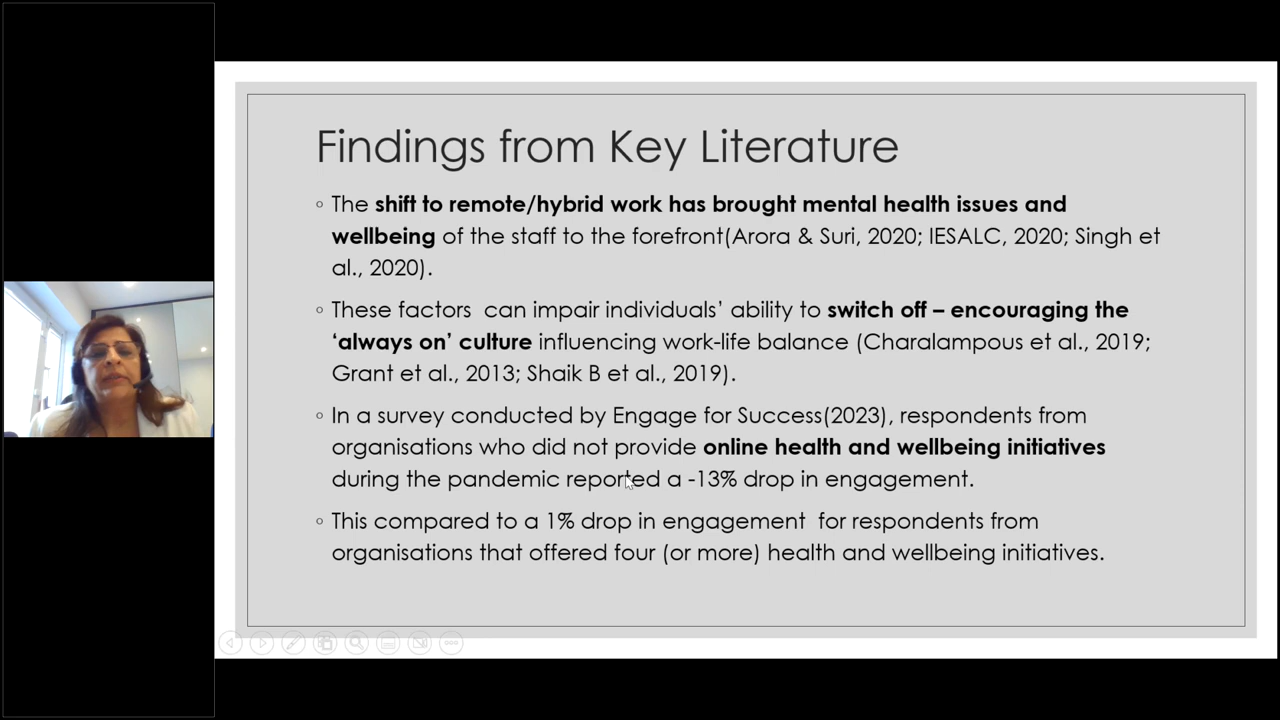 Findings from Key Literature
The shift to remote/hybrid work has brought mental health issues and
wellbeing of the staff to the forefront(Arora & Suri, 2020; IESALC, 2020; Singh et
al., 2020).
These factors  can impair individuals’ ability to switch off – encouraging the
‘always on’ culture influencing work-life balance (Charalampous et al., 2019;
Grant et al., 2013; Shaik B et al., 2019).
In a survey conducted by Engage for Success(2023), respondents from
organisations who did not provide online health and wellbeing initiatives
during the pandemic reported a -13% drop in engagement.
This compared to a 1% drop in engagement  for respondents from
organisations that offered four (or more) health and wellbeing initiatives.